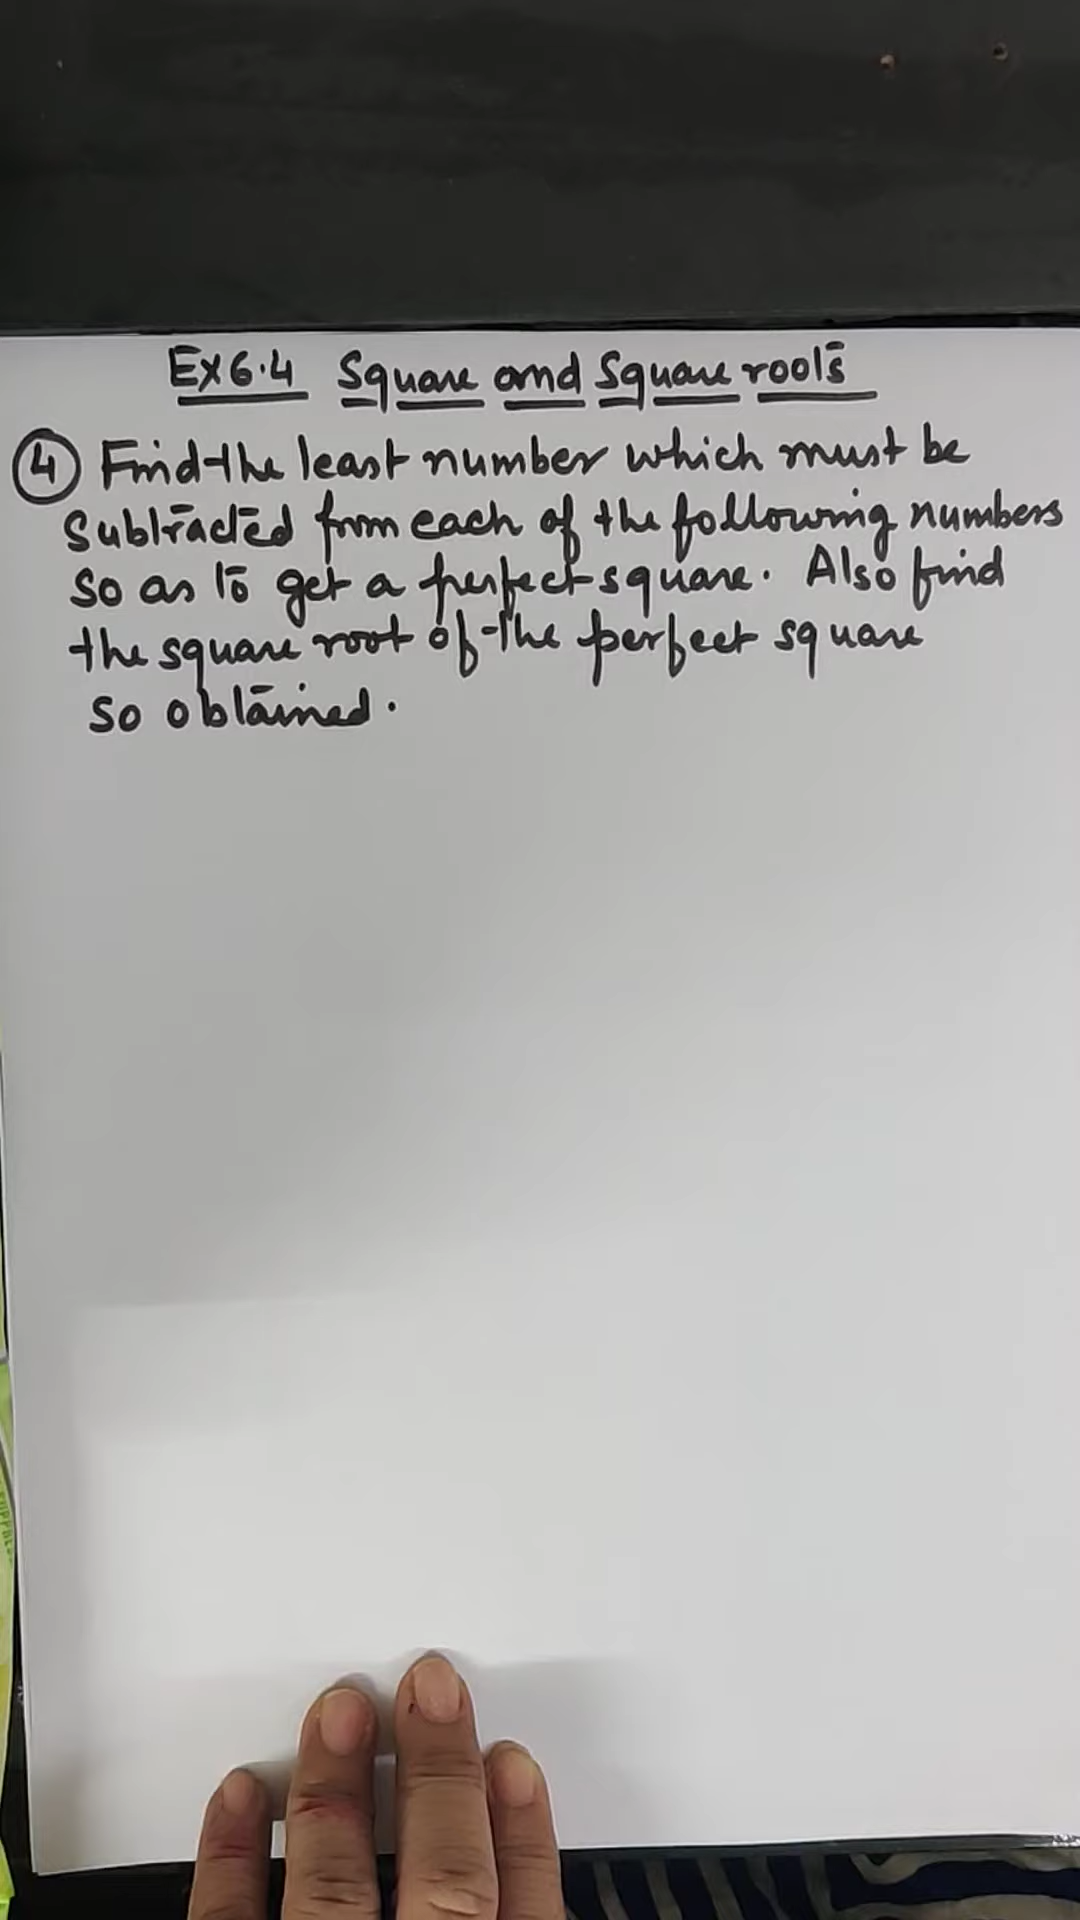 Ex 6.4 Square and Square roots
④ Find the least number which must be
Subtracted from each of the following numbers
so as to get a perfect square. Also find
the square root of the perfect square
so obtained.